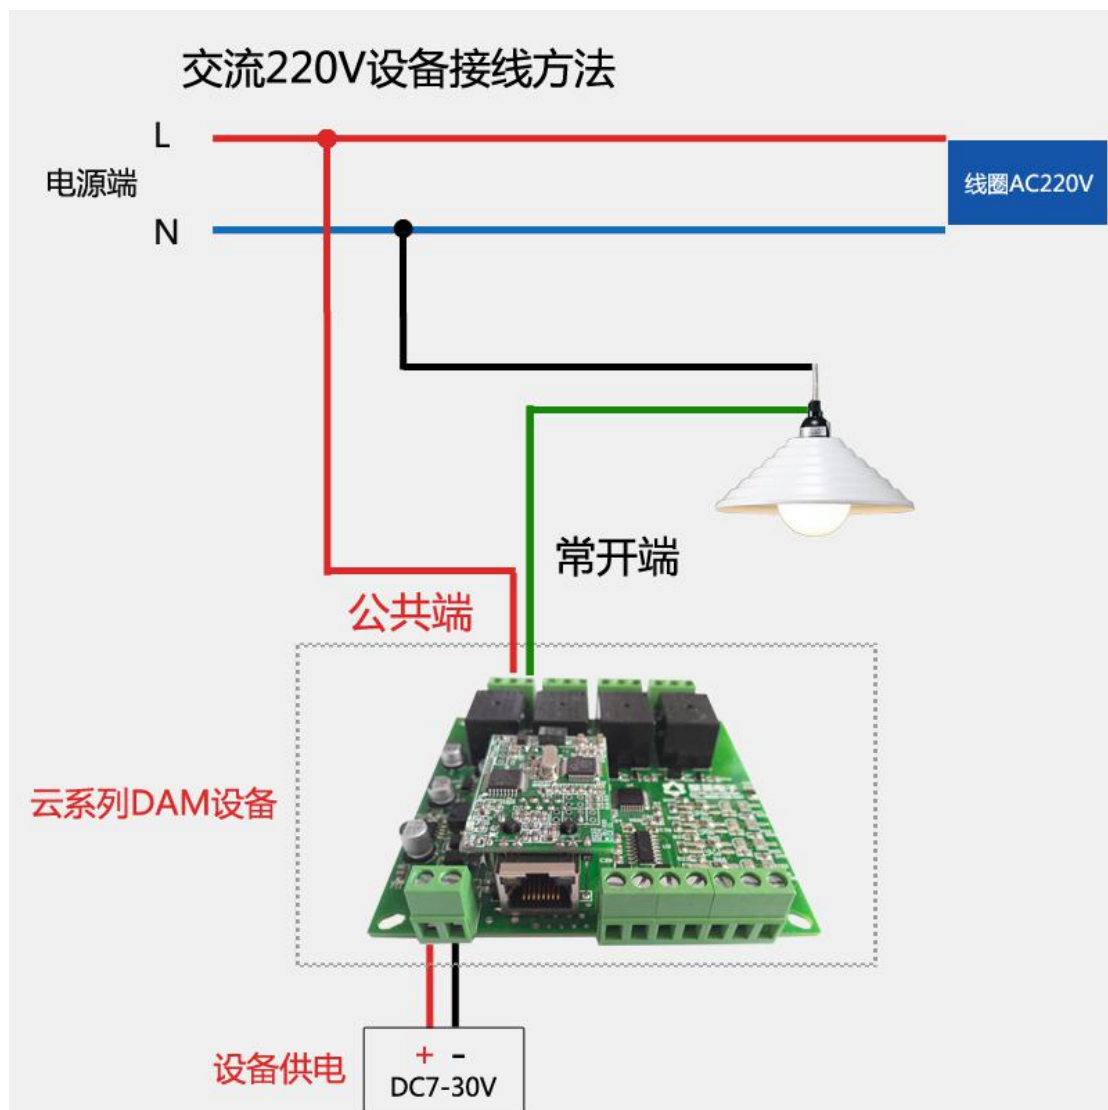 交流220V设备接线方法
L
电源端
线圈AC220V
N
常开端
公共端
云系列DAM设备
设备供电
+ -
DC7-30V